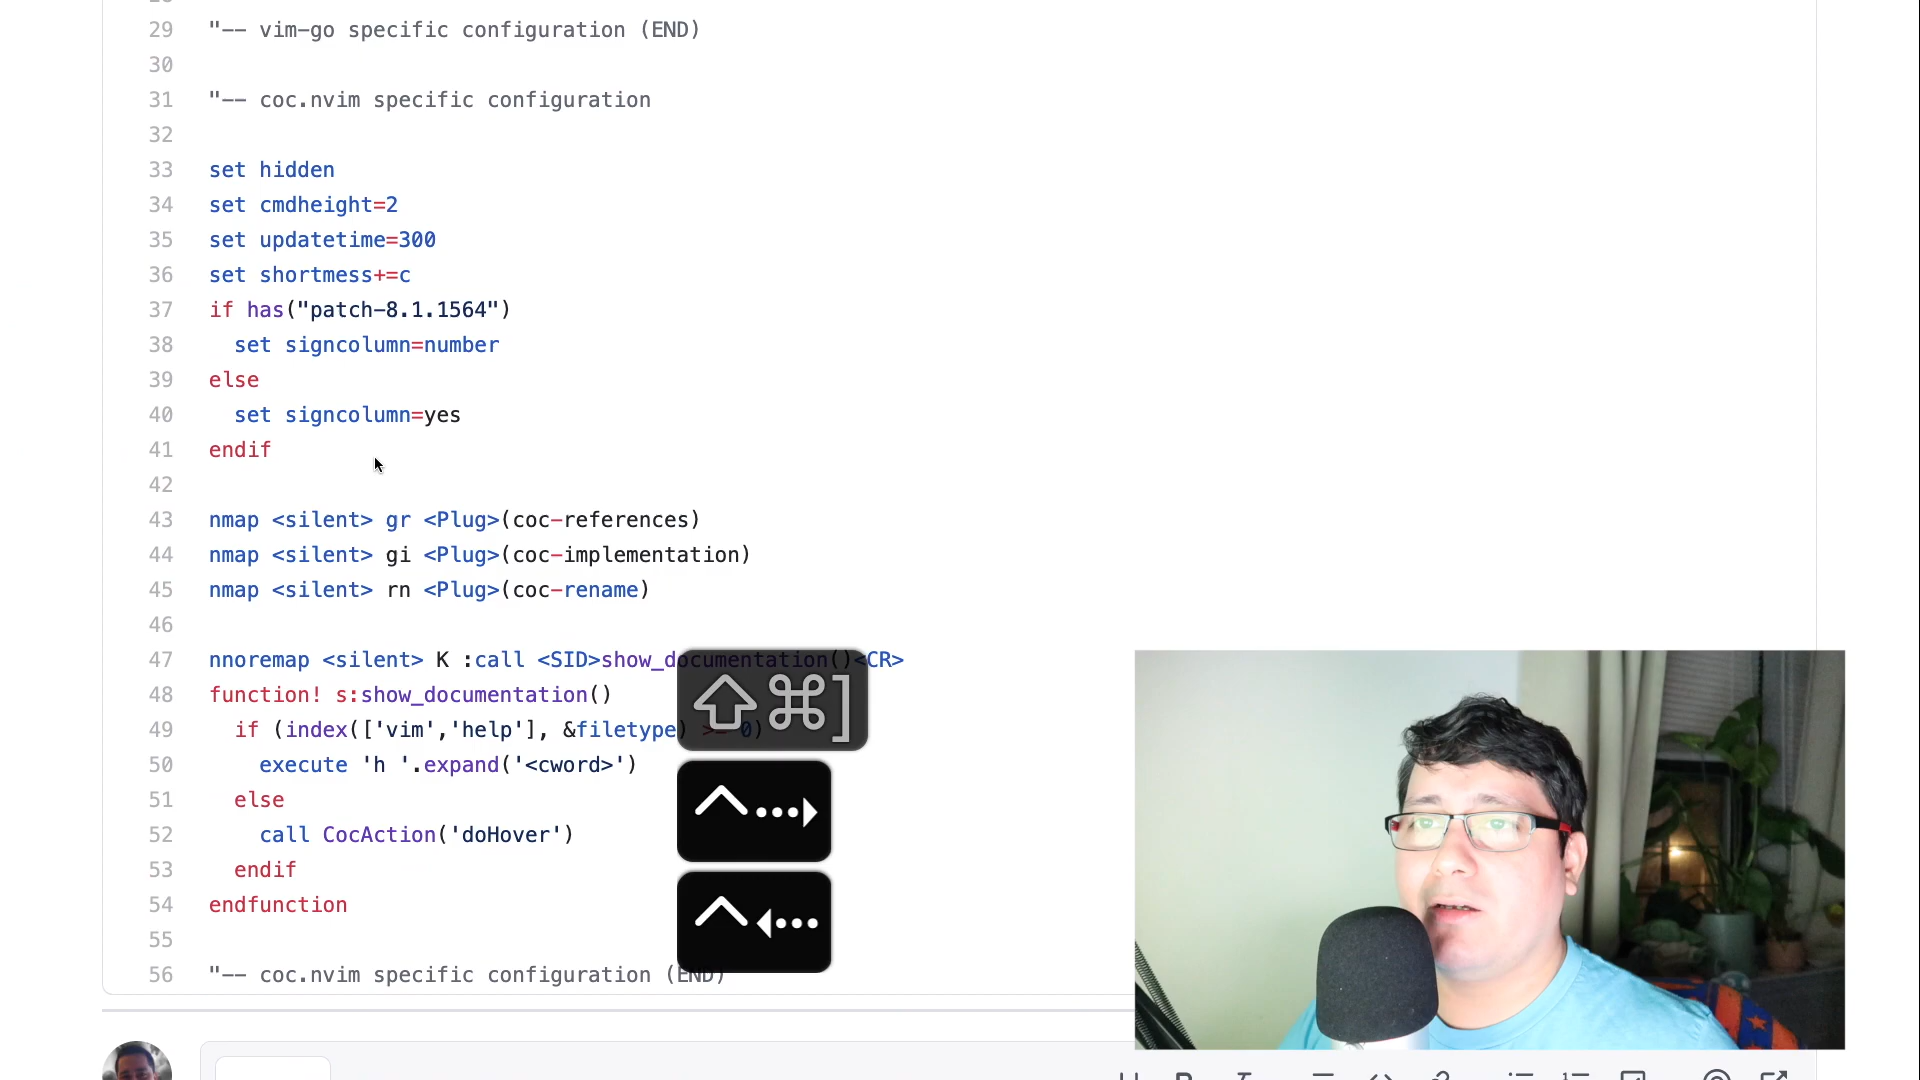 29 "-- vim-go specific configuration (END)
30
31 "-- coc.nvim specific configuration
32
33 set hidden
34 set cmdheight=2
35 set updatetime=300
36 set shortmess+=c
37 if has("patch-8.1.1564")
38 set signcolumn=number
39 else
40 set signcolumn=yes
41 endif
42
43 nmap <silent> gr <Plug>(coc-references)
44 nmap <silent> gi <Plug>(coc-implementation)
45 nmap <silent> rn <Plug>(coc-rename)
46
47 nnoremap <silent> K :call <SID>show_documentation()<CR>
48 function! s:show_documentation()
49 if (index(['vim','help'], &filetype) >= 0)
50 execute 'h '.expand('<cword>')
51 else
52 call CocAction('doHover')
53 endif
54 endfunction
55
56 "-- coc.nvim specific configuration (END)
⇧⌘]